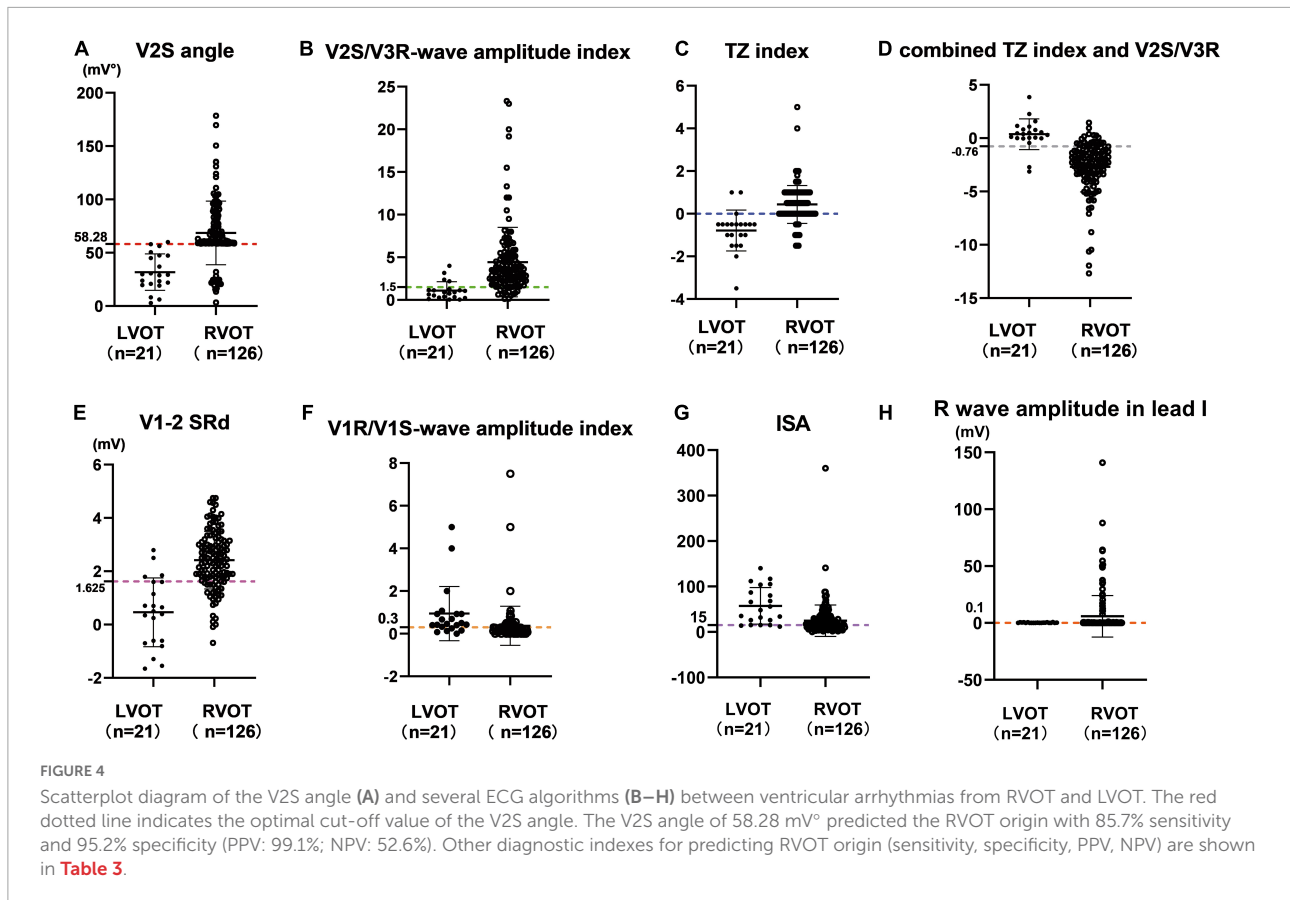 A
V2S angle
(mV°)
200
150
100
58.28
50
0
LVOT
(n=21)
RVOT
( n=126)
B
V2S/V3R-wave amplitude index
25
20
15
10
5
1.5
0
LVOT
(n=21)
RVOT
( n=126)
C
TZ index
6
4
2
0
-2
-4
LVOT
(n=21)
RVOT
( n=126)
D combined TZ index and V2S/V3R
5
0
-0.76
-5
-10
-15
LVOT
(n=21)
RVOT
( n=126)
E
V1-2 SRd
(mV)
6
4
2
1.625
0
-2
LVOT
(n=21)
RVOT
( n=126)
F
V1R/V1S-wave amplitude index
8
6
4
2
0.3
0
-2
LVOT
(n=21)
RVOT
( n=126)
G
ISA
400
300
200
100
15
0
-100
LVOT
(n=21)
RVOT
( n=126)
H
R wave amplitude in lead I
(mV)
150
100
50
0.1
0
-50
LVOT
(n=21)
RVOT
( n=126)
FIGURE 4
Scatterplot diagram of the V2S angle (A) and several ECG algorithms (B–H) between ventricular arrhythmias from RVOT and LVOT. The red
dotted line indicates the optimal cut-off value of the V2S angle. The V2S angle of 58.28 mV° predicted the RVOT origin with 85.7% sensitivity
and 95.2% specificity (PPV: 99.1%; NPV: 52.6%). Other diagnostic indexes for predicting RVOT origin (sensitivity, specificity, PPV, NPV) are shown
in Table 3.